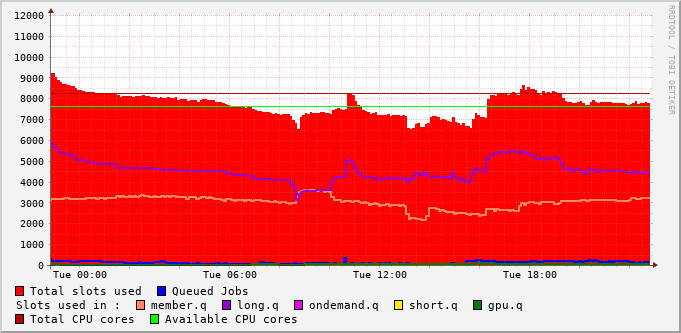 12000
11000
10000
9000
8000
7000
6000
5000
4000
3000
2000
1000
0
Tue 00:00 Tue 06:00 Tue 12:00 Tue 18:00
Total slots used Queued Jobs
Slots used in : member.q long.q ondemand.q short.q gpu.q
Total CPU cores Available CPU cores
RRDTOOL / TOBI OETIKER